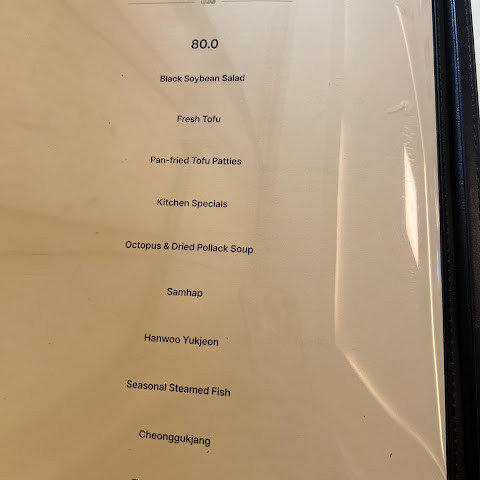 80.0
Black Soybean Salad
Fresh Tofu
Pan-fried Tofu Patties
Kitchen Specials
Octopus & Dried Pollack Soup
Samhap
Hanwoo Yukjeon
Seasonal Steamed Fish
Cheonggukjang